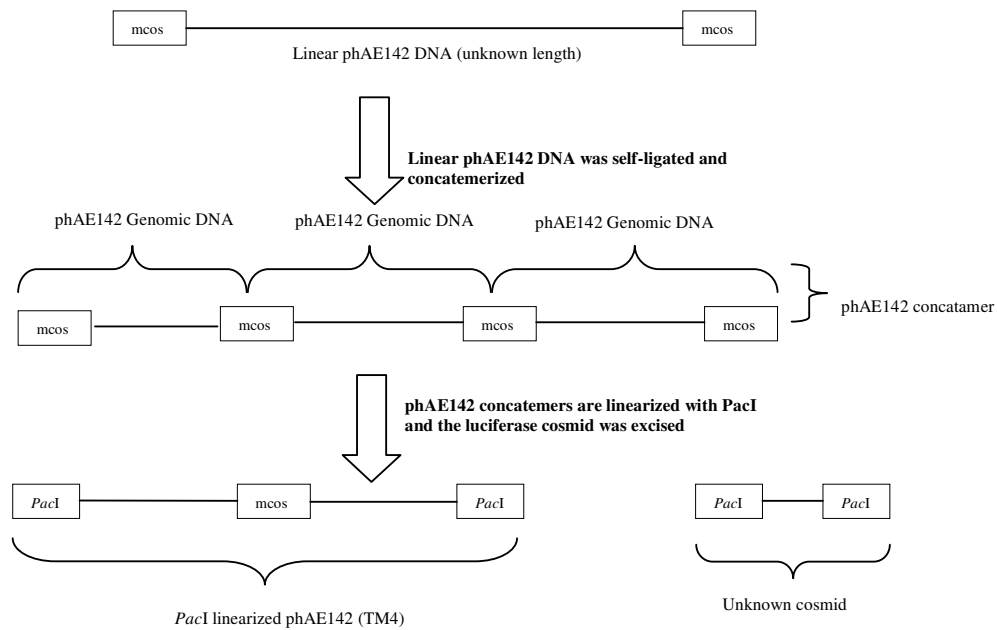 mcos
mcos
Linear phAE142 DNA (unknown length)
Linear phAE142 DNA was self-ligated and
concatemerized
phAE142 Genomic DNA
phAE142 Genomic DNA
phAE142 Genomic DNA
mcos
mcos
mcos
mcos
phAE142 concatamer
phAE142 concatemers are linearized with PacI
and the luciferase cosmid was excised
PacI
mcos
PacI
PacI
PacI
PacI linearized phAE142 (TM4)
Unknown cosmid